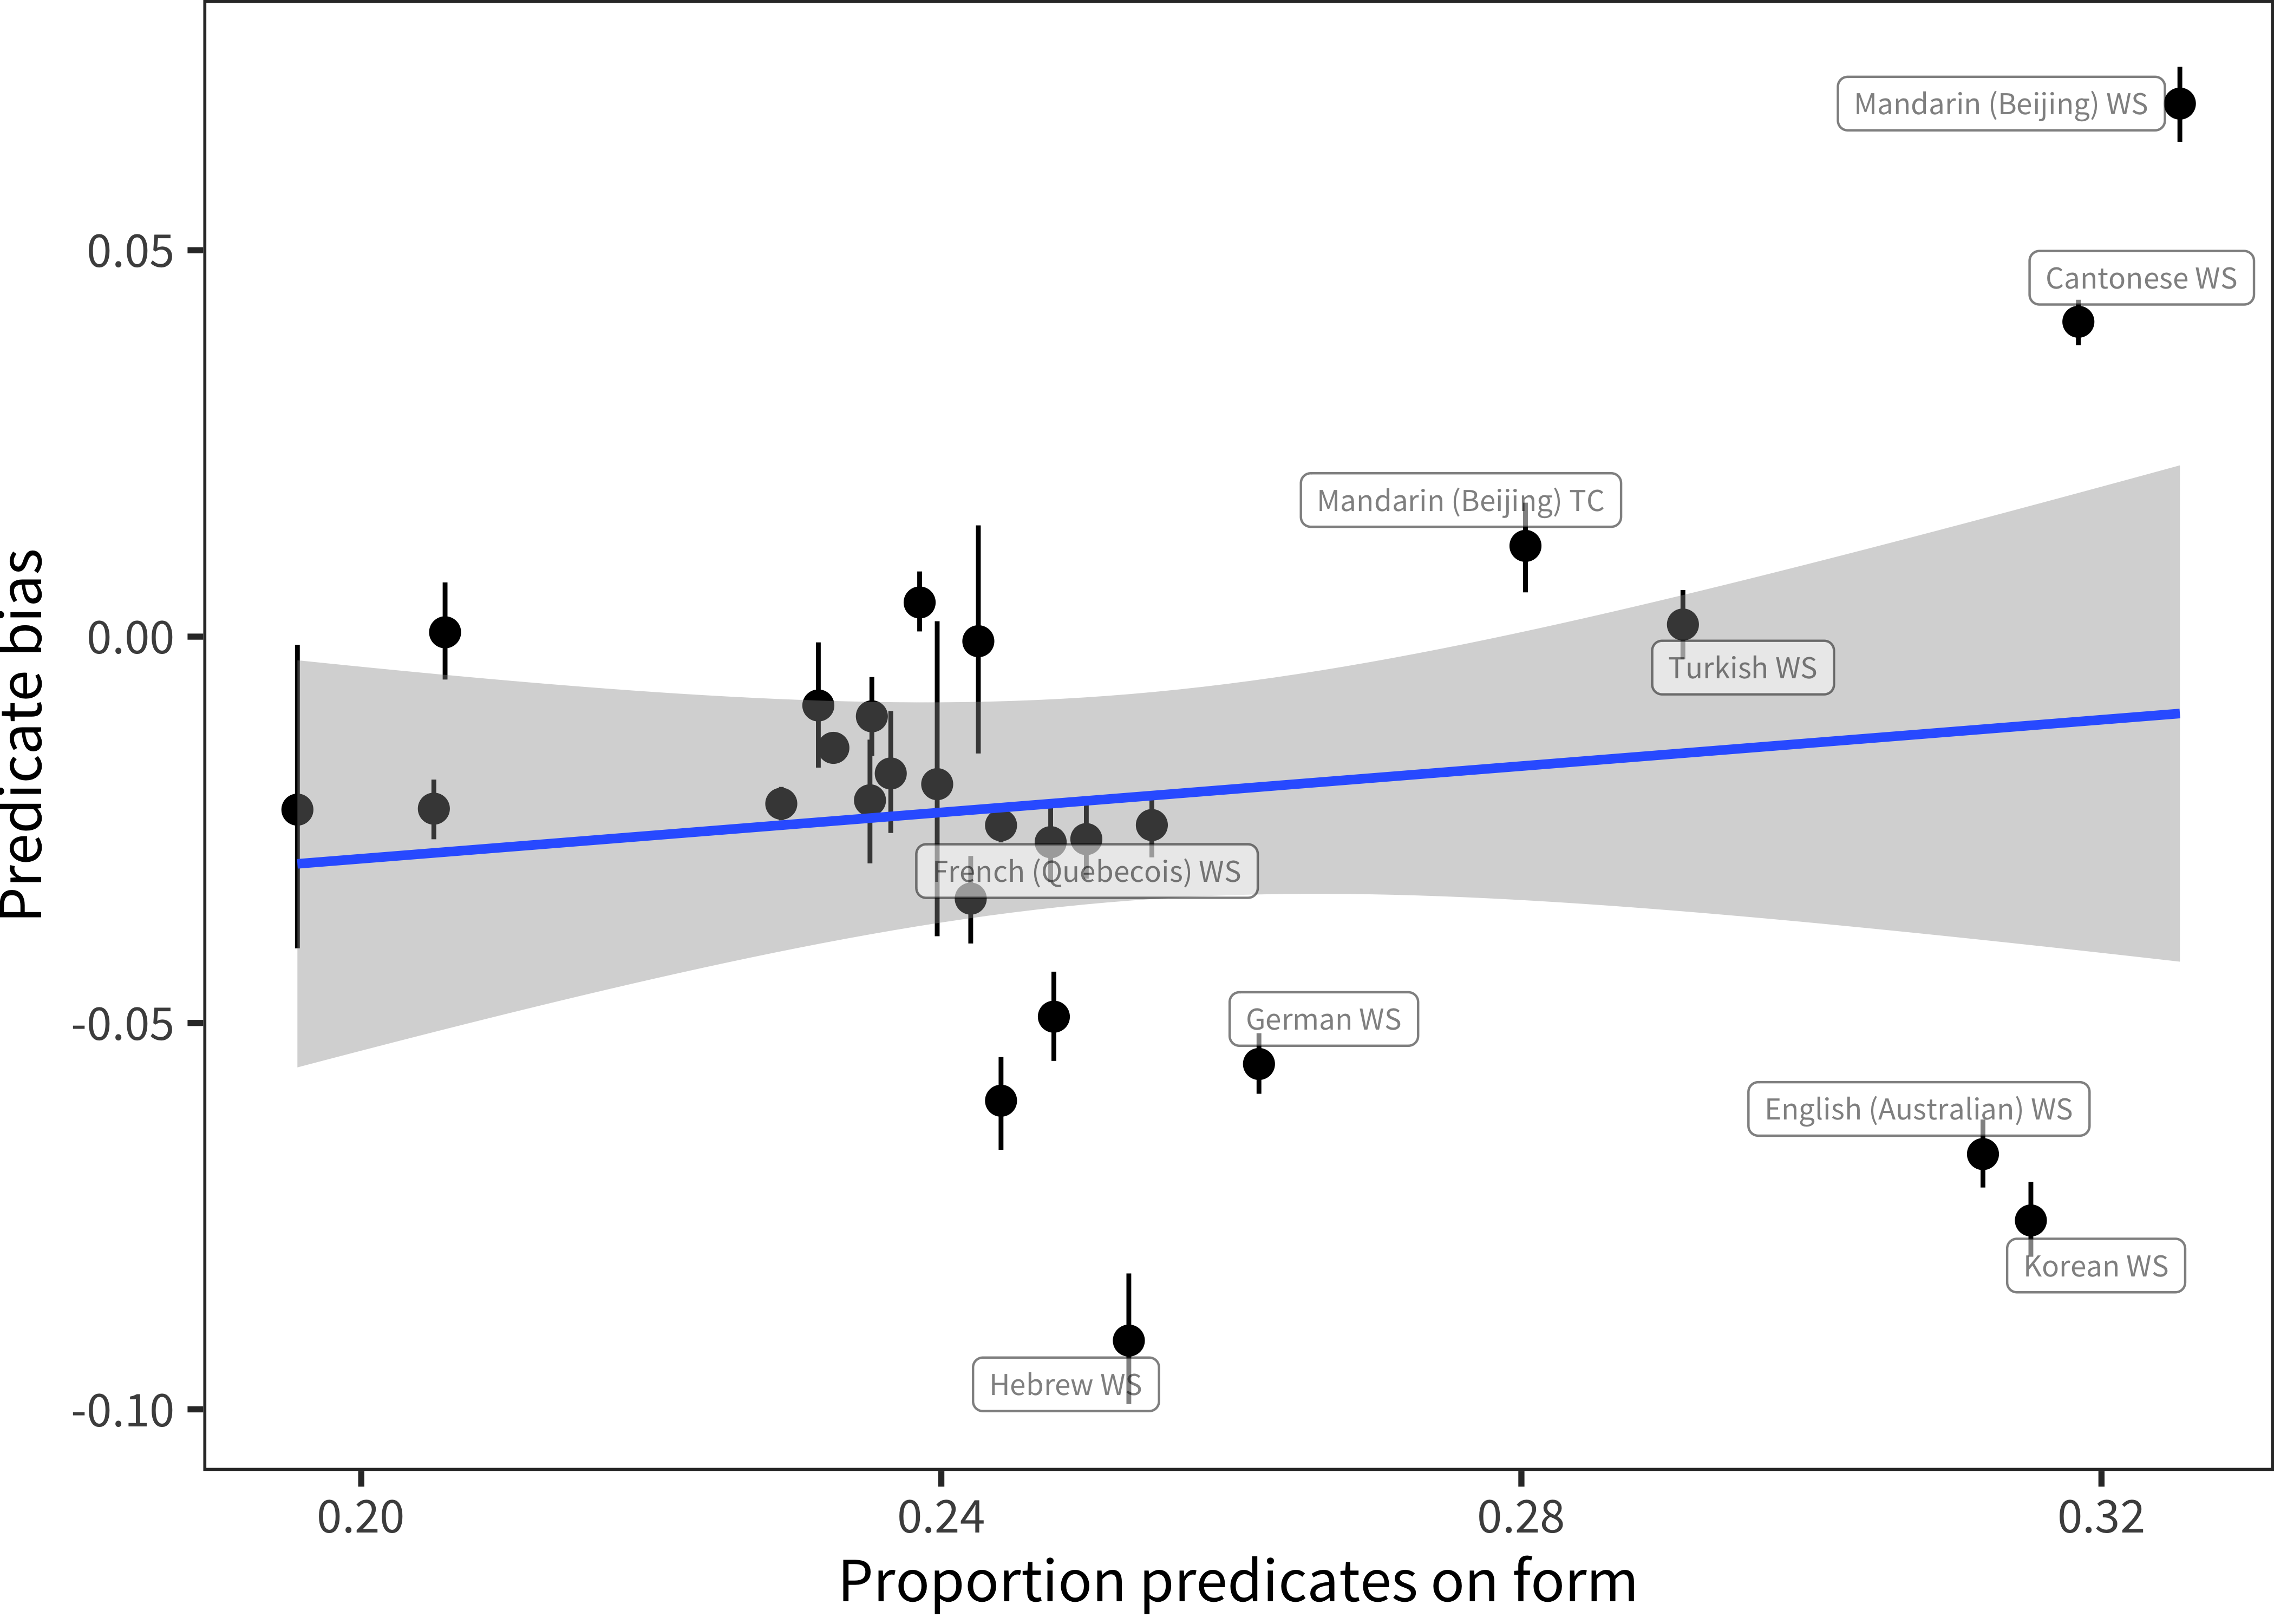 Mandarin (Beijing) WS
0.05
Cantonese WS
Mandarin (Beijing) TC
0.00
Turkish WS
Predicate bias
French (Quebecois) WS
-0.05
German WS
English (Australian) WS
Korean WS
Hebrew WS
-0.10
0.20 0.24 0.28 0.32
Proportion predicates on form